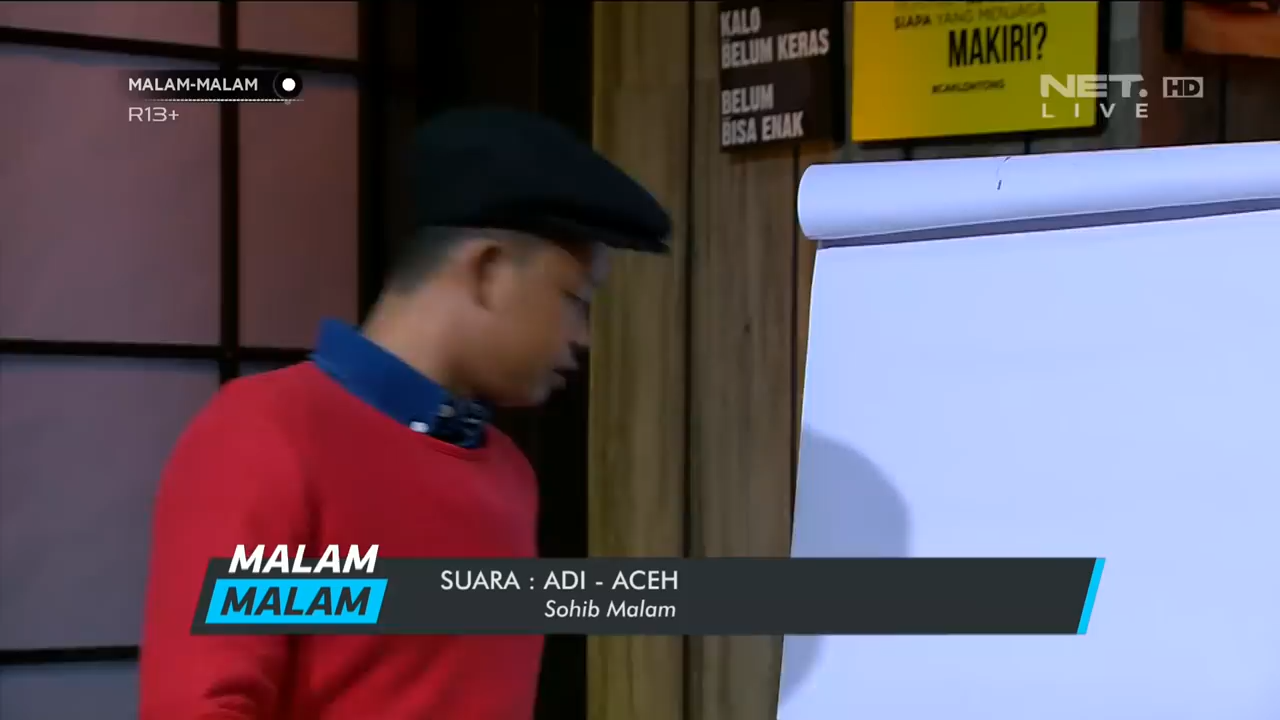 KALO
BELUM KERAS
BELUM
BISA ENAK
SIAPA YANG MENJAGA
MAKIRI?
#CAKLONTONG
MALAM-MALAM
R13+
NET. HD
LIVE
MALAM
MALAM
SUARA : ADI - ACEH
Sohib Malam